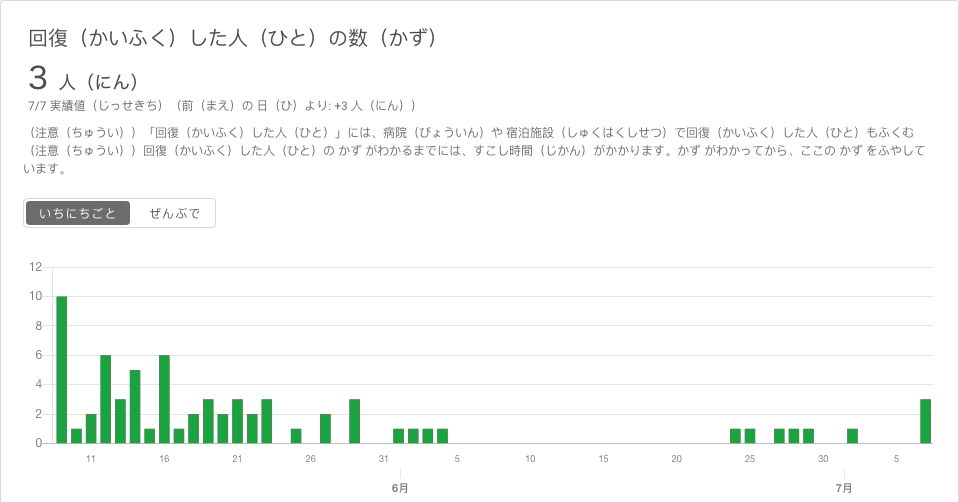 回復（かいふく）した人（ひと）の数（かず）
3 人（にん）
7/7 実績値（じっせきち）（前（まえ）の 日（ひ）より: +3 人（にん））
（注意（ちゅうい））「回復（かいふく）した人（ひと）」には、病院（びょういん）や 宿泊施設（しゅくはくしせつ）で回復（かいふく）した人（ひと）もふくむ
（注意（ちゅうい））回復（かいふく）した人（ひと）の かず がわかるまでには、すこし時間（じかん）がかかります。かず がわかってから、ここの かず をふやして
います。
いちにちごと ぜんぶで
12
10
8
6
4
2
0
11 16 21 26 31 5 10 15 20 25 30 5
6月 7月